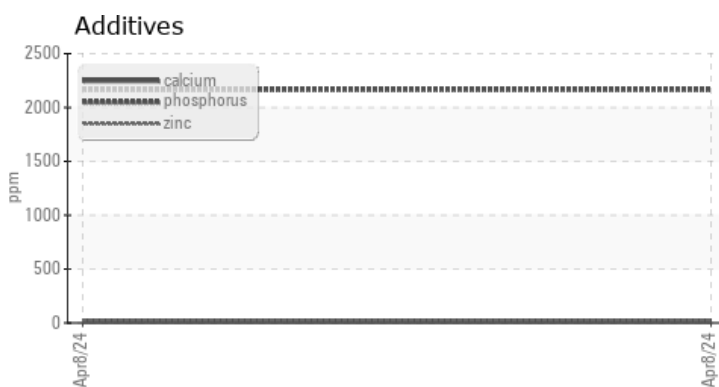 Additives
2500
2000
1500
1000
500
0
ppm
calcium
phosphorus
zinc
Apr8/24
Apr8/24